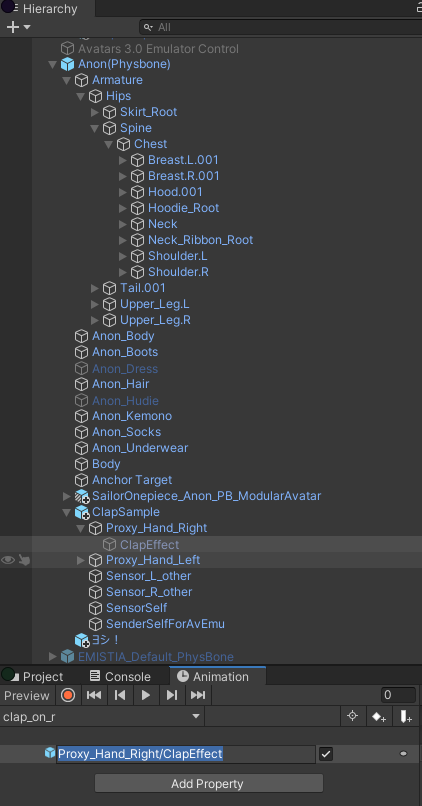 Hierarchy
All
Avatars 3.0 Emulator Control
Anon(Physbone)
Armature
Hips
Skirt_Root
Spine
Chest
Breast.L.001
Breast.R.001
Hood.001
Hoodie_Root
Neck
Neck_Ribbon_Root
Shoulder.L
Shoulder.R
Tail.001
Upper_Leg.L
Upper_Leg.R
Anon_Body
Anon_Boots
Anon_Dress
Anon_Hair
Anon_Hudie
Anon_Kemono
Anon_Socks
Anon_Underwear
Body
Anchor Target
SailorOnepiece_Anon_PB_ModularAvatar
ClapSample
Proxy_Hand_Right
ClapEffect
Proxy_Hand_Left
Sensor_L_other
Sensor_R_other
SensorSelf
SenderSelfForAvEmu
ヨシ！
EMISTIA_Default_PhysBone
Project Console Animation
Preview 0
clap_on_r
Proxy_Hand_Right/ClapEffect
Add Property